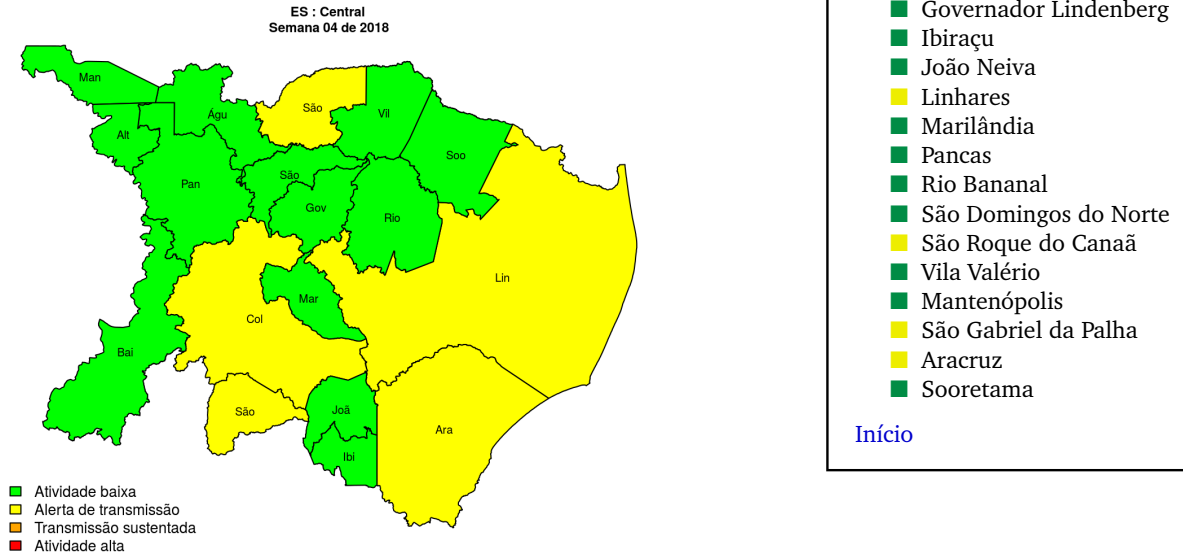 ES : Central
Semana 04 de 2018
Man
Águ
São
Vil
Alt
Soo
São
Pan
Gov
Rio
Lin
Mar
Col
Bai
São
Joã
Ara
Ibi
Atividade baixa
Alerta de transmissão
Transmissão sustentada
Atividade alta
Governador Lindenberg
Ibiraçu
João Neiva
Linhares
Marilândia
Pancas
Rio Bananal
São Domingos do Norte
São Roque do Canaã
Vila Valério
Mantenópolis
São Gabriel da Palha
Aracruz
Sooretama
Início